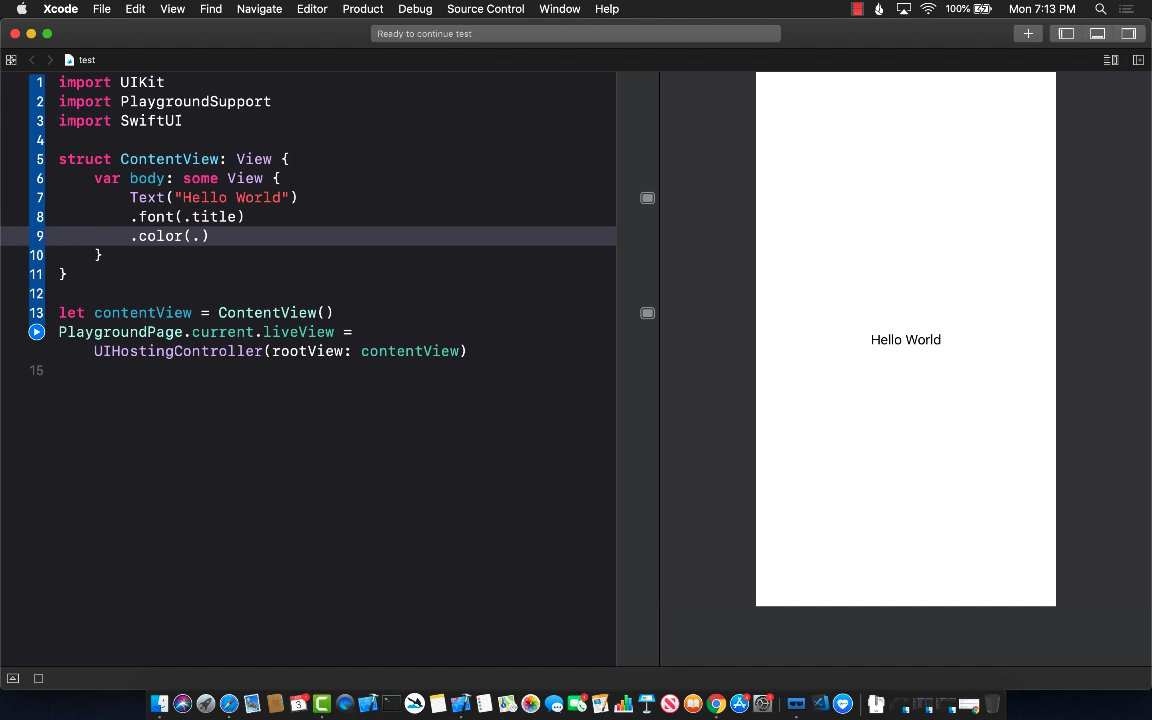 Xcode File Edit View Find Navigate Editor Product Debug Source Control Window Help 100% Mon 7:13 PM
Ready to continue test
test
1 import UIKit
2 import PlaygroundSupport
3 import SwiftUI
4
5 struct ContentView: View {
6 var body: some View {
7 Text("Hello World")
8 .font(.title)
9 .color(.)
10 }
11 }
12
13 let contentView = ContentView()
PlaygroundPage.current.liveView =
UIHostingController(rootView: contentView)
15
Hello World